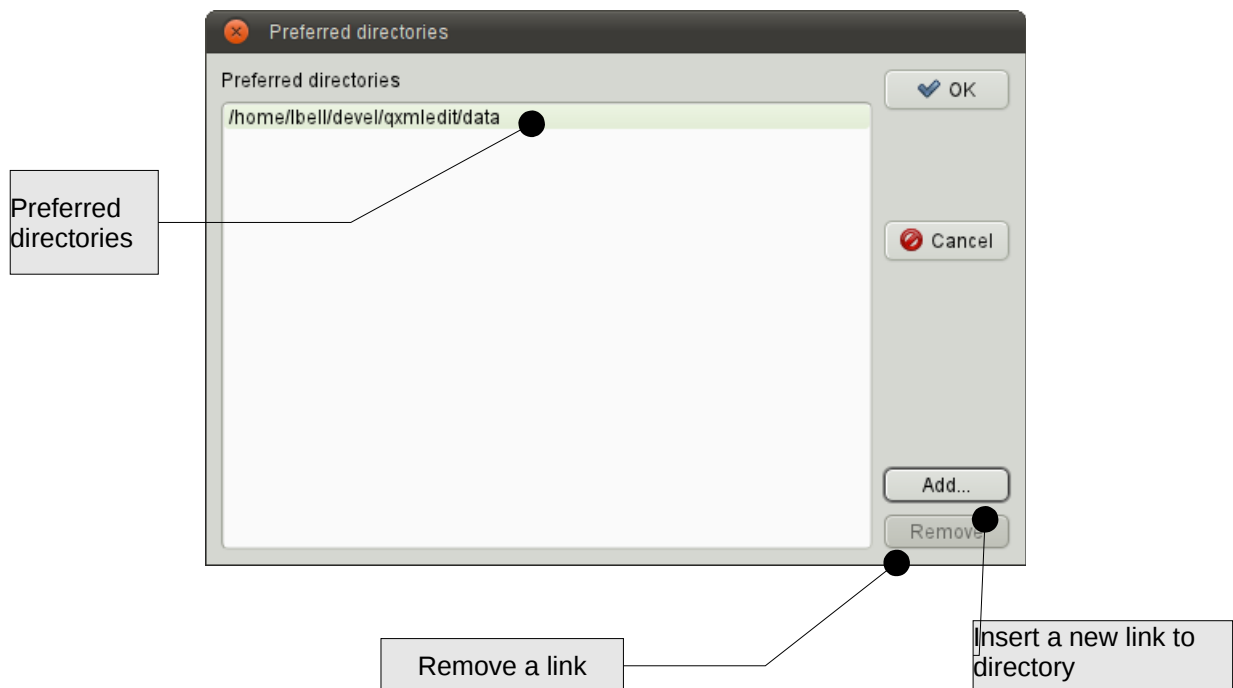 Preferred directories
Preferred directories
OK
/home/lbell/devel/qxmledit/data
Preferred
directories
Cancel
Add...
Remove
Remove a link
Insert a new link to
directory